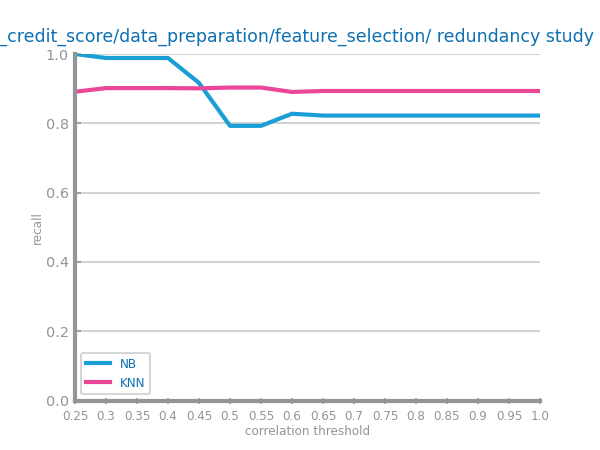 _credit_score/data_preparation/feature_selection/ redundancy study
1.0
0.8
0.6
0.4
0.2
0.0
recall
NB
KNN
0.25 0.3 0.35 0.4 0.45 0.5 0.55 0.6 0.65 0.7 0.75 0.8 0.85 0.9 0.95 1.0
correlation threshold